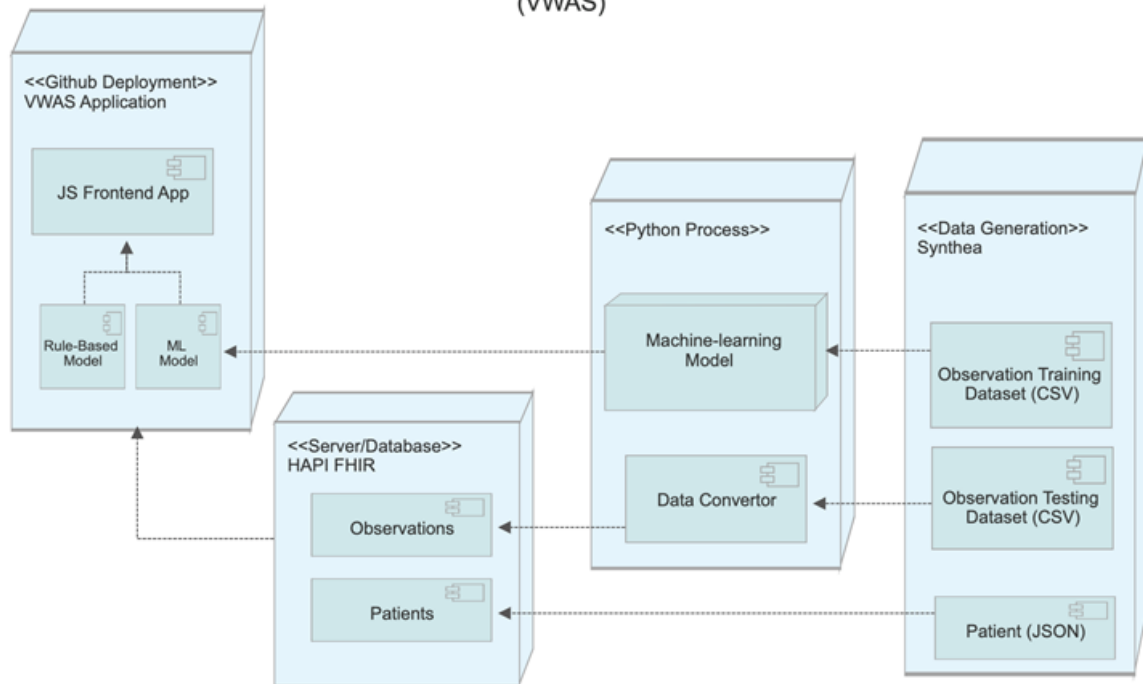 (VWAS)
<<Github Deployment>>
VWAS Application
JS Frontend App
Rule-Based
Model
ML
Model
<<Server/Database>>
HAPI FHIR
Observations
Patients
<<Python Process>>
Machine-learning
Model
Data Convertor
<<Data Generation>>
Synthea
Observation Training
Dataset (CSV)
Observation Testing
Dataset (CSV)
Patient (JSON)